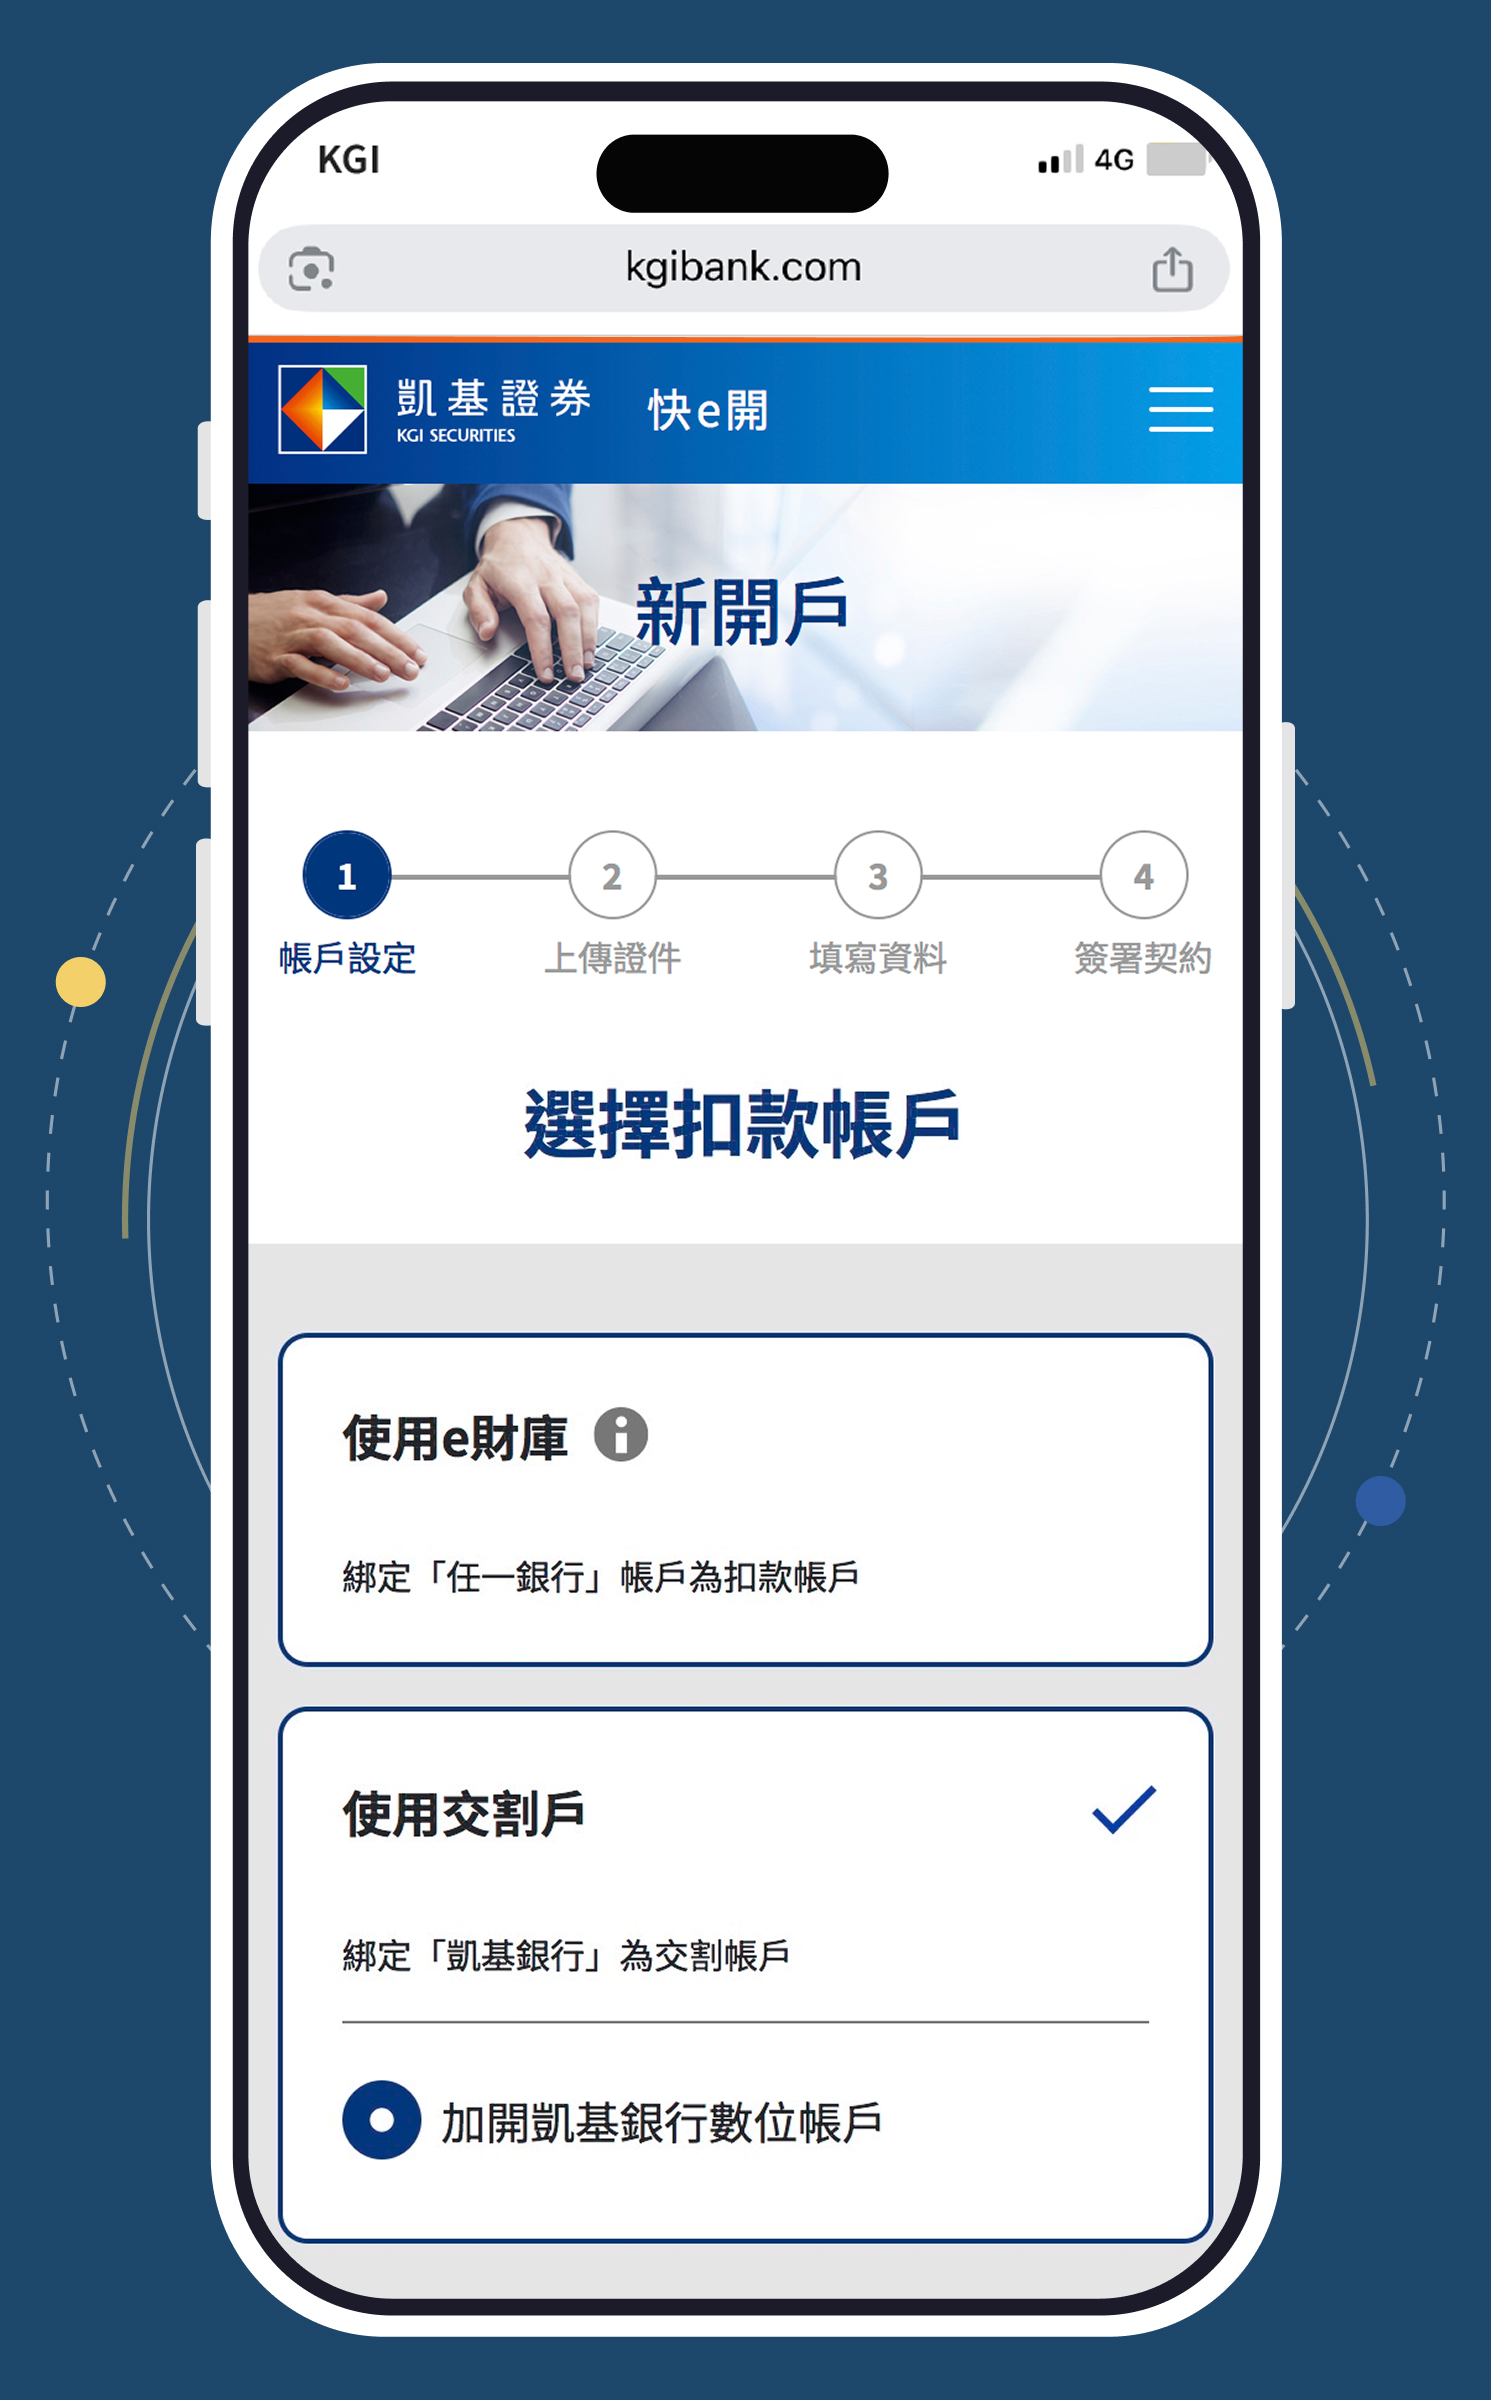 KGI
4G
kgibank.com
凱基證券
KGI SECURITIES
快e開
新開戶
1
2
3
4
帳戶設定
上傳證件
填寫資料
簽署契約
選擇扣款帳戶
使用e財庫
綁定「任一銀行」帳戶為扣款帳戶
使用交割戶
綁定「凱基銀行」為交割帳戶
加開凱基銀行數位帳戶